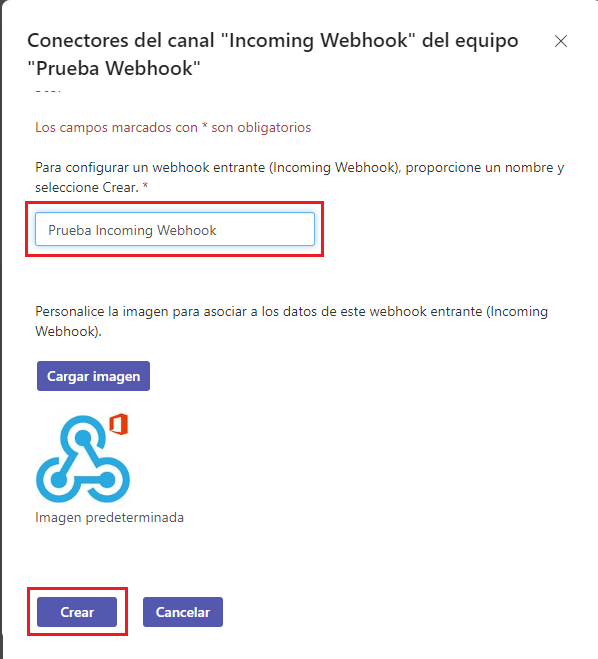 Conectores del canal "Incoming Webhook" del equipo
"Prueba Webhook"
Los campos marcados con * son obligatorios
Para configurar un webhook entrante (Incoming Webhook), proporcione un nombre y
seleccione Crear. *
Prueba Incoming Webhook
Personalice la imagen para asociar a los datos de este webhook entrante (Incoming
Webhook).
Cargar imagen
Imagen predeterminada
Crear Cancelar